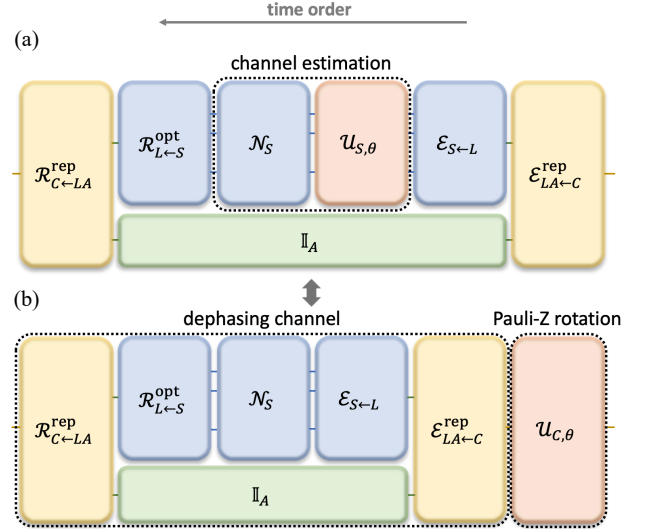 time order
(a)
channel estimation
ℛ^rep_{C←LA}
ℛ^opt_{L←S}
𝒩_S
𝒰_{S,θ}
ℰ_{S←L}
ℰ^rep_{LA←C}
𝕀_A
(b)
dephasing channel
Pauli-Z rotation
ℛ^rep_{C←LA}
ℛ^opt_{L←S}
𝒩_S
ℰ_{S←L}
ℰ^rep_{LA←C}
𝒰_{C,θ}
𝕀_A